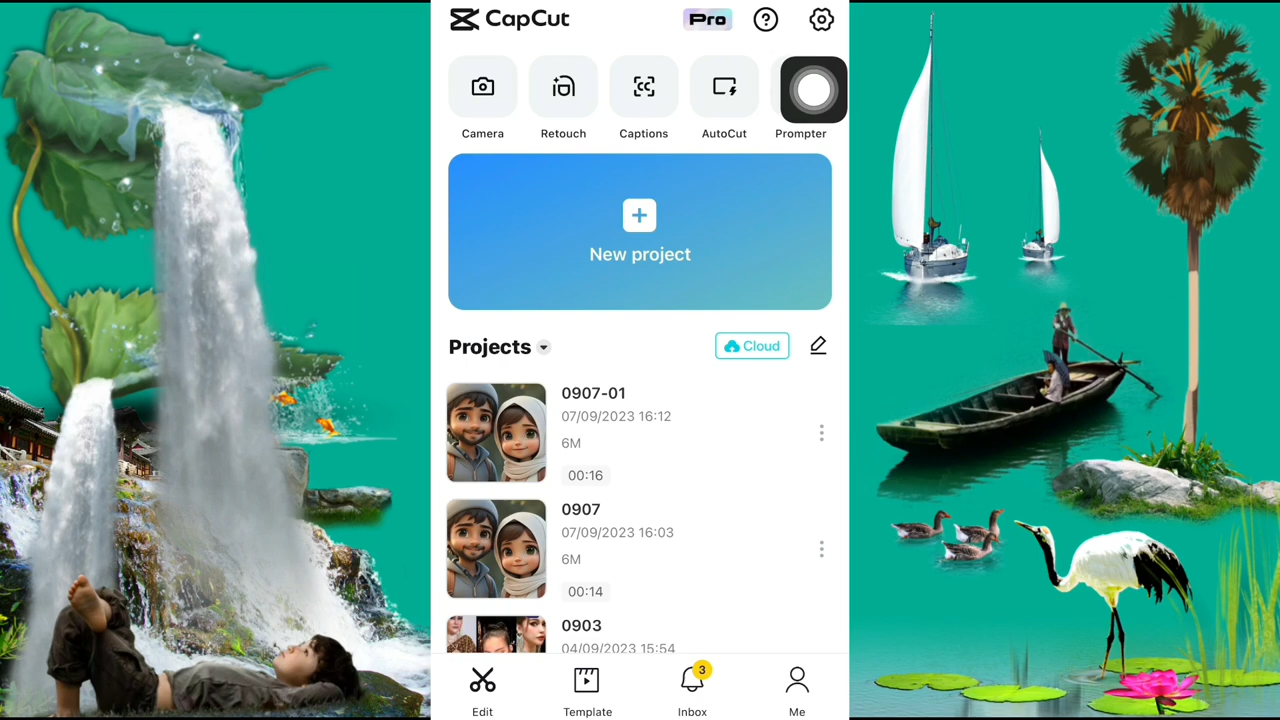 CapCut
Pro
Camera
Retouch
Captions
AutoCut
Prompter
New project
Projects
Cloud
0907-01
07/09/2023 16:12
6M
00:16
0907
07/09/2023 16:03
6M
00:14
0903
04/09/2023 15:54
3
Edit
Template
Inbox
Me